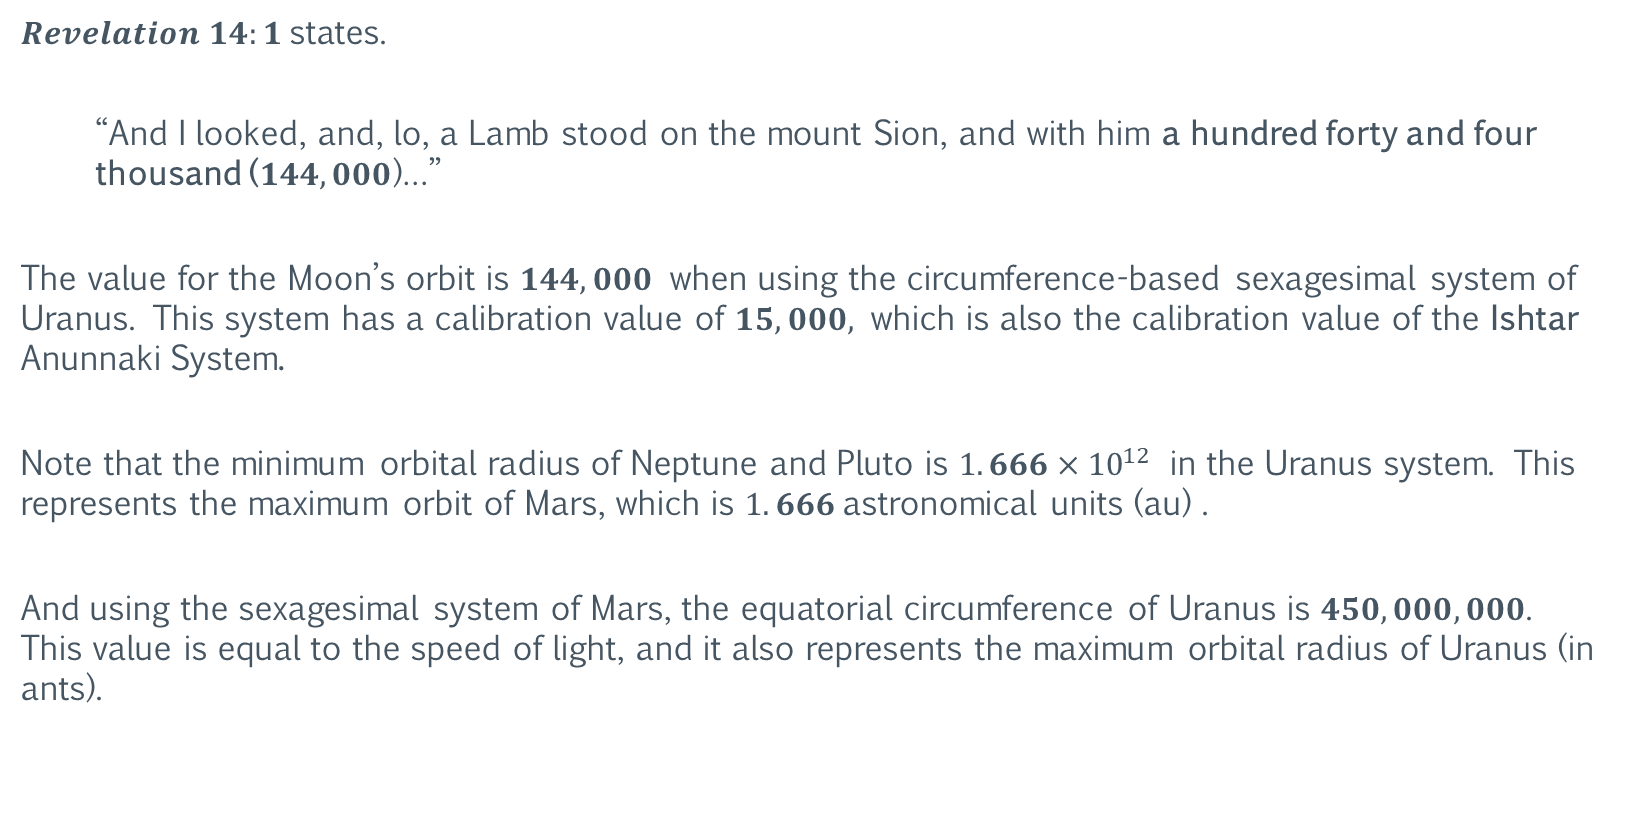 Revelation 14: 1 states.
“And I looked, and, lo, a Lamb stood on the mount Sion, and with him a hundred forty and four
thousand (144, 000)…”
The value for the Moon’s orbit is 144, 000 when using the circumference-based sexagesimal system of
Uranus. This system has a calibration value of 15, 000, which is also the calibration value of the Ishtar
Anunnaki System.
Note that the minimum orbital radius of Neptune and Pluto is 1. 666 × 10¹² in the Uranus system. This
represents the maximum orbit of Mars, which is 1. 666 astronomical units (au) .
And using the sexagesimal system of Mars, the equatorial circumference of Uranus is 450, 000, 000.
This value is equal to the speed of light, and it also represents the maximum orbital radius of Uranus (in
ants).